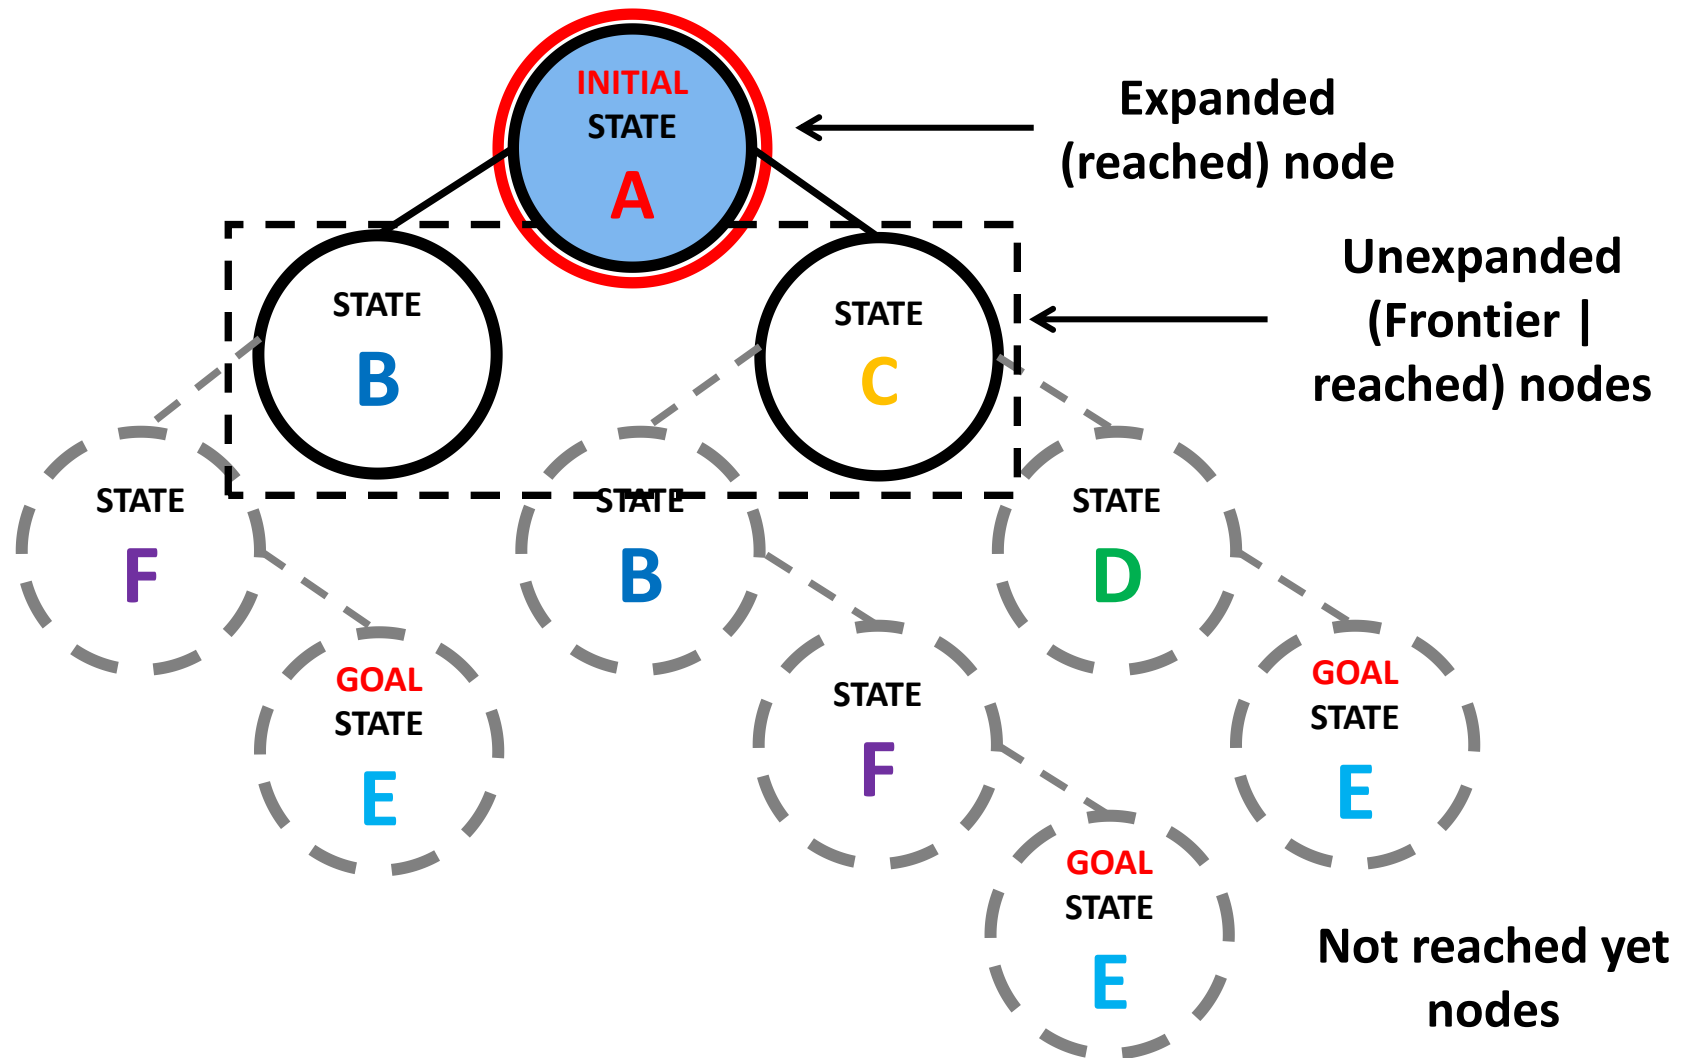 INITIAL
STATE
A
Expanded
(reached) node
STATE
B
STATE
C
Unexpanded
(Frontier |
reached) nodes
STATE
F
STATE
B
STATE
D
GOAL
STATE
E
STATE
F
GOAL
STATE
E
GOAL
STATE
E
Not reached yet
nodes